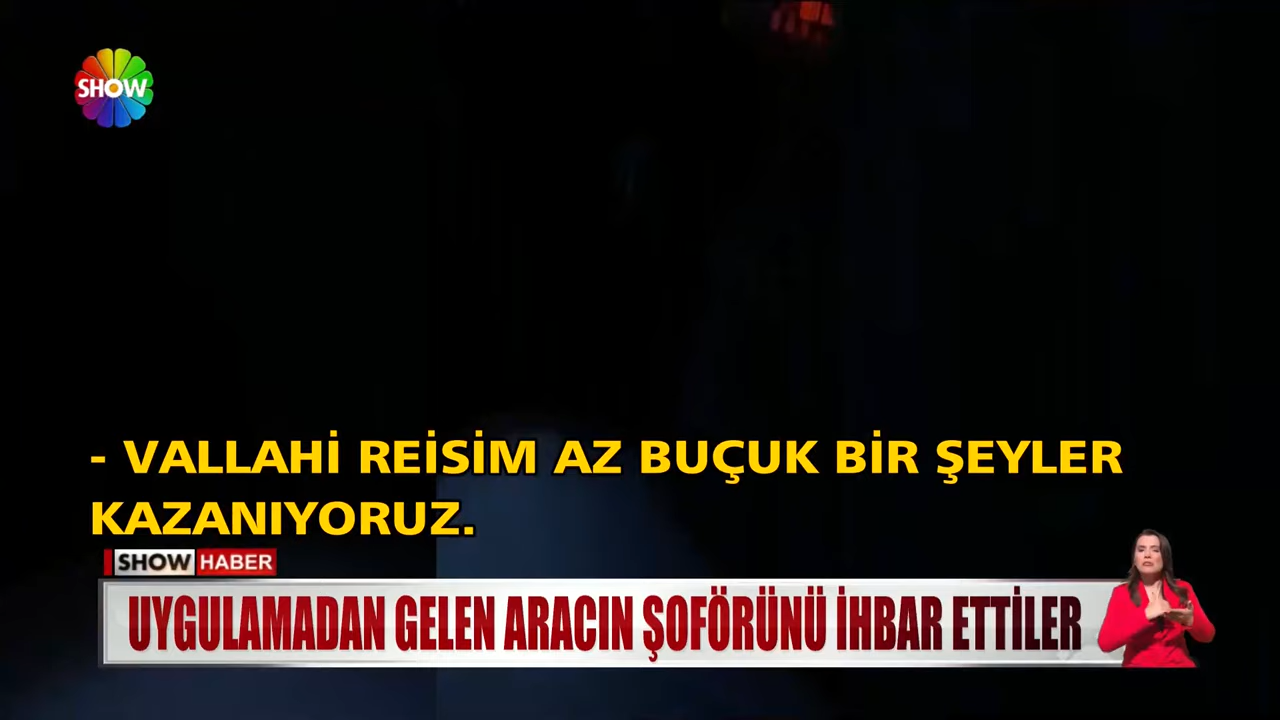 SHOW
- VALLAHİ REİSİM AZ BUÇUK BİR ŞEYLER
KAZANIYORUZ.
SHOW HABER
UYGULAMADAN GELEN ARACIN ŞOFÖRÜNÜ İHBAR ETTİLER